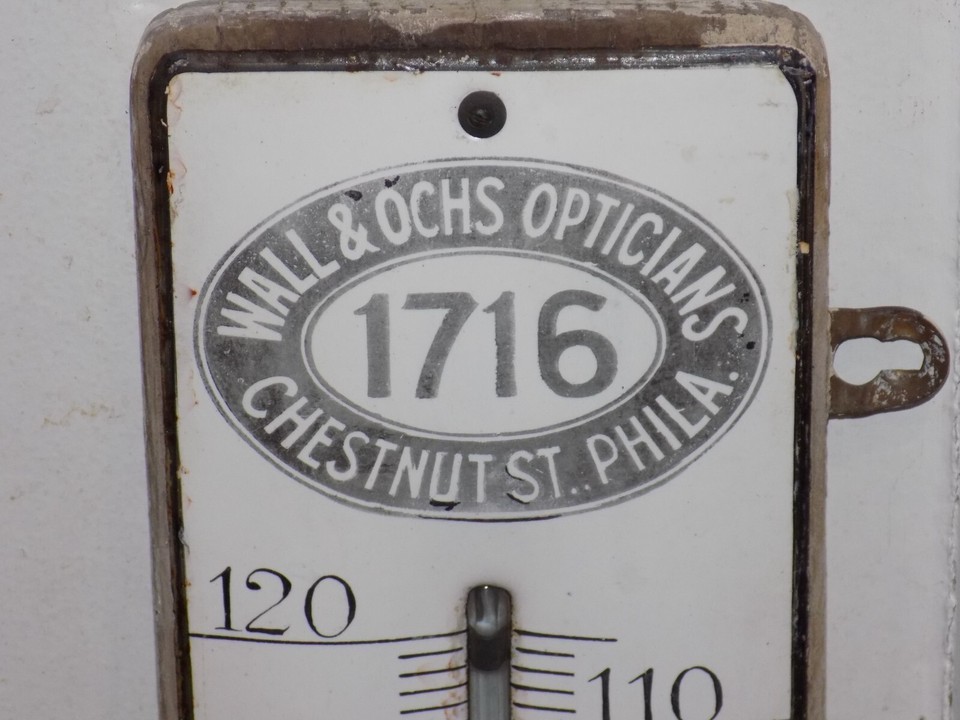 WALL & OCHS OPTICIANS
1716
CHESTNUT ST. PHILA.
120
110